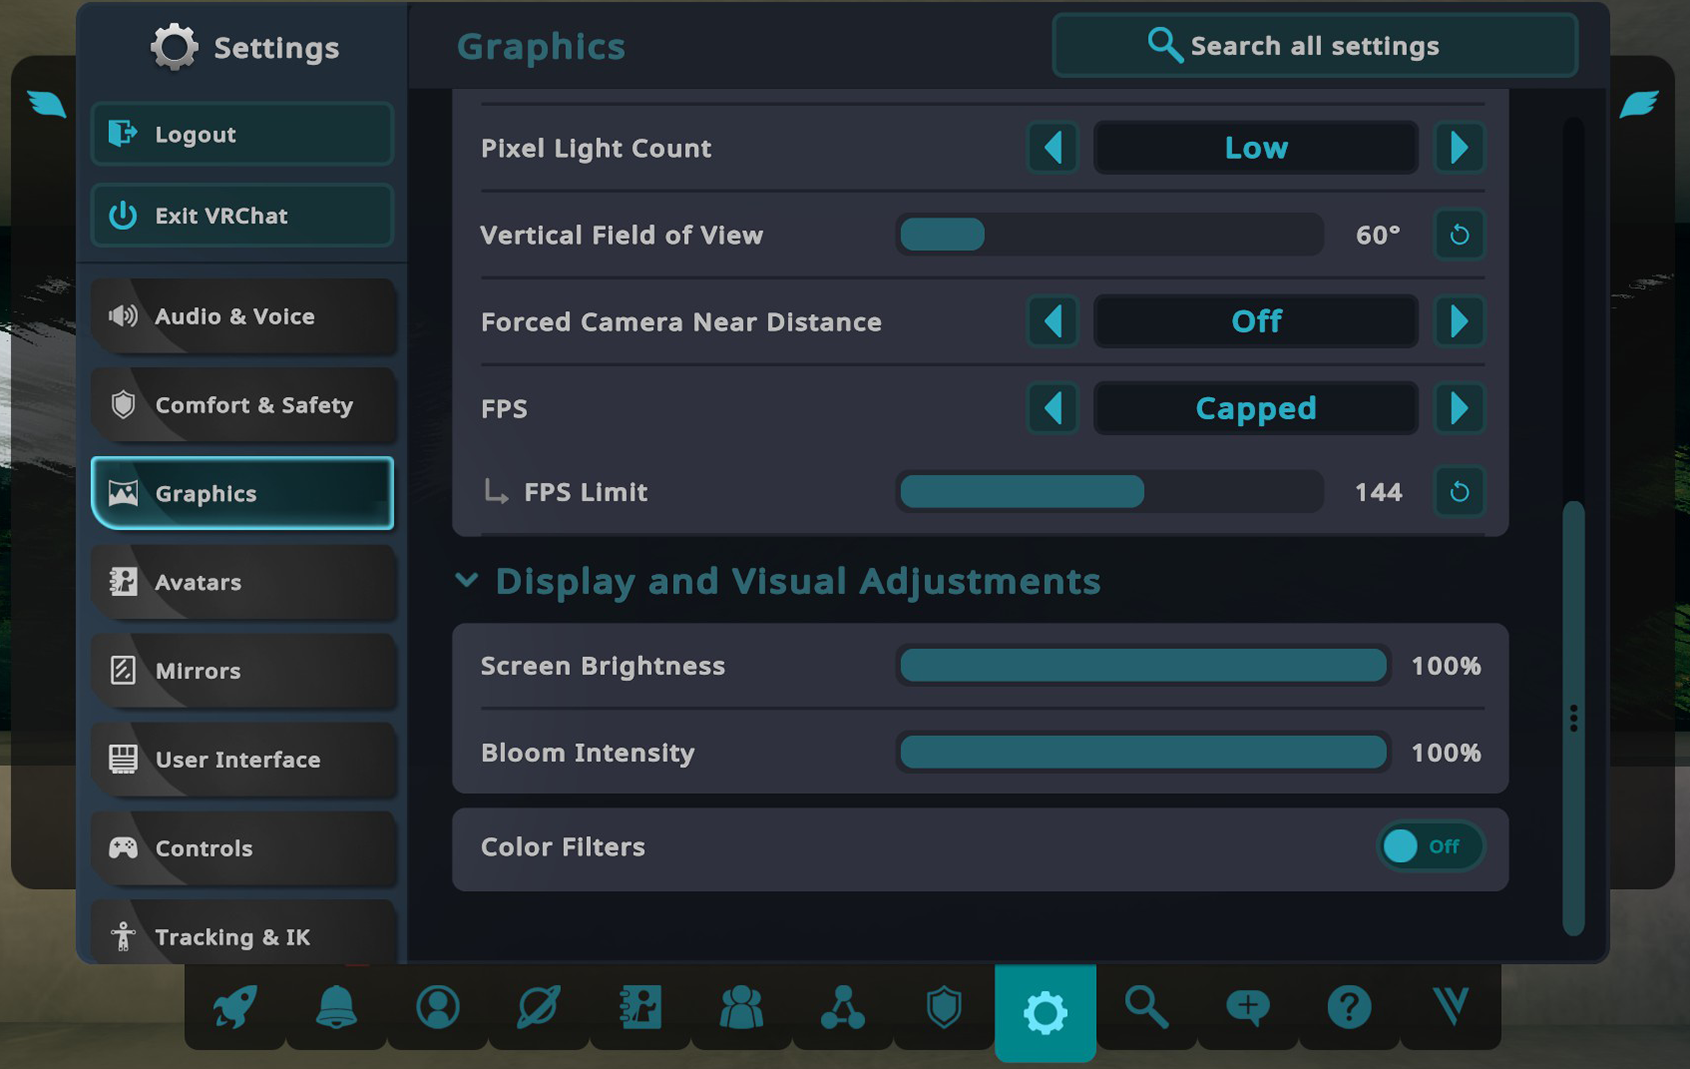 Settings
Logout
Exit VRChat
Audio & Voice
Comfort & Safety
Graphics
Avatars
Mirrors
User Interface
Controls
Tracking & IK
Graphics
Search all settings
Pixel Light Count
Low
Vertical Field of View
60°
Forced Camera Near Distance
Off
FPS
Capped
FPS Limit
144
Display and Visual Adjustments
Screen Brightness
100%
Bloom Intensity
100%
Color Filters
Off